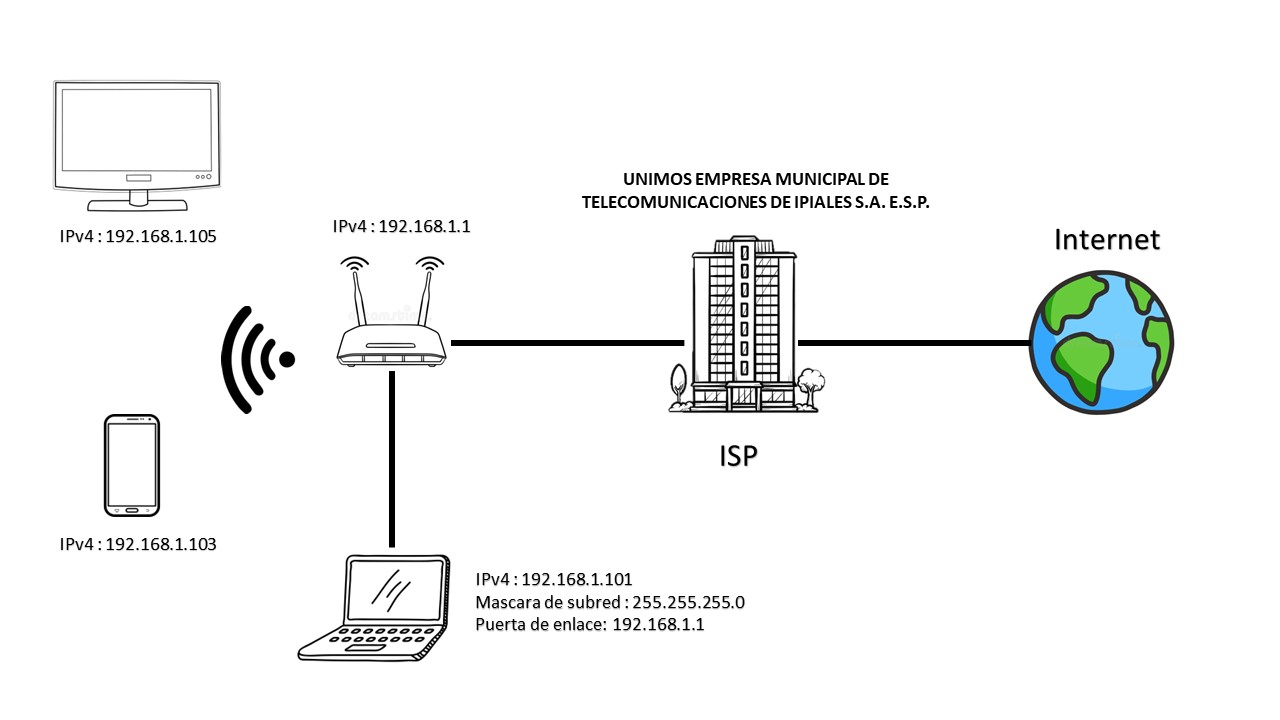 UNIMOS EMPRESA MUNICIPAL DE
TELECOMUNICACIONES DE IPIALES S.A. E.S.P.
IPv4 : 192.168.1.105
IPv4 : 192.168.1.1
Internet
ISP
IPv4 : 192.168.1.103
IPv4 : 192.168.1.101
Mascara de subred : 255.255.255.0
Puerta de enlace: 192.168.1.1